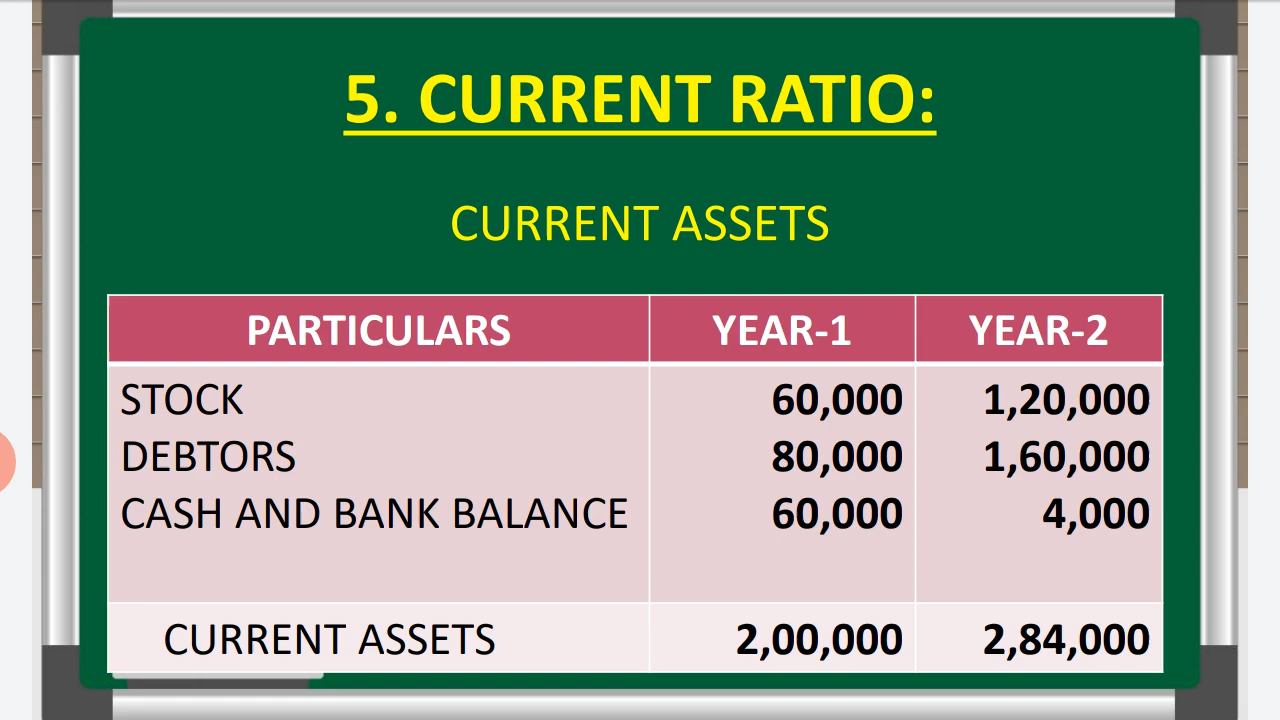 5. CURRENT RATIO:
CURRENT ASSETS
PARTICULARS YEAR-1 YEAR-2
STOCK 60,000 1,20,000
DEBTORS 80,000 1,60,000
CASH AND BANK BALANCE 60,000 4,000
CURRENT ASSETS 2,00,000 2,84,000